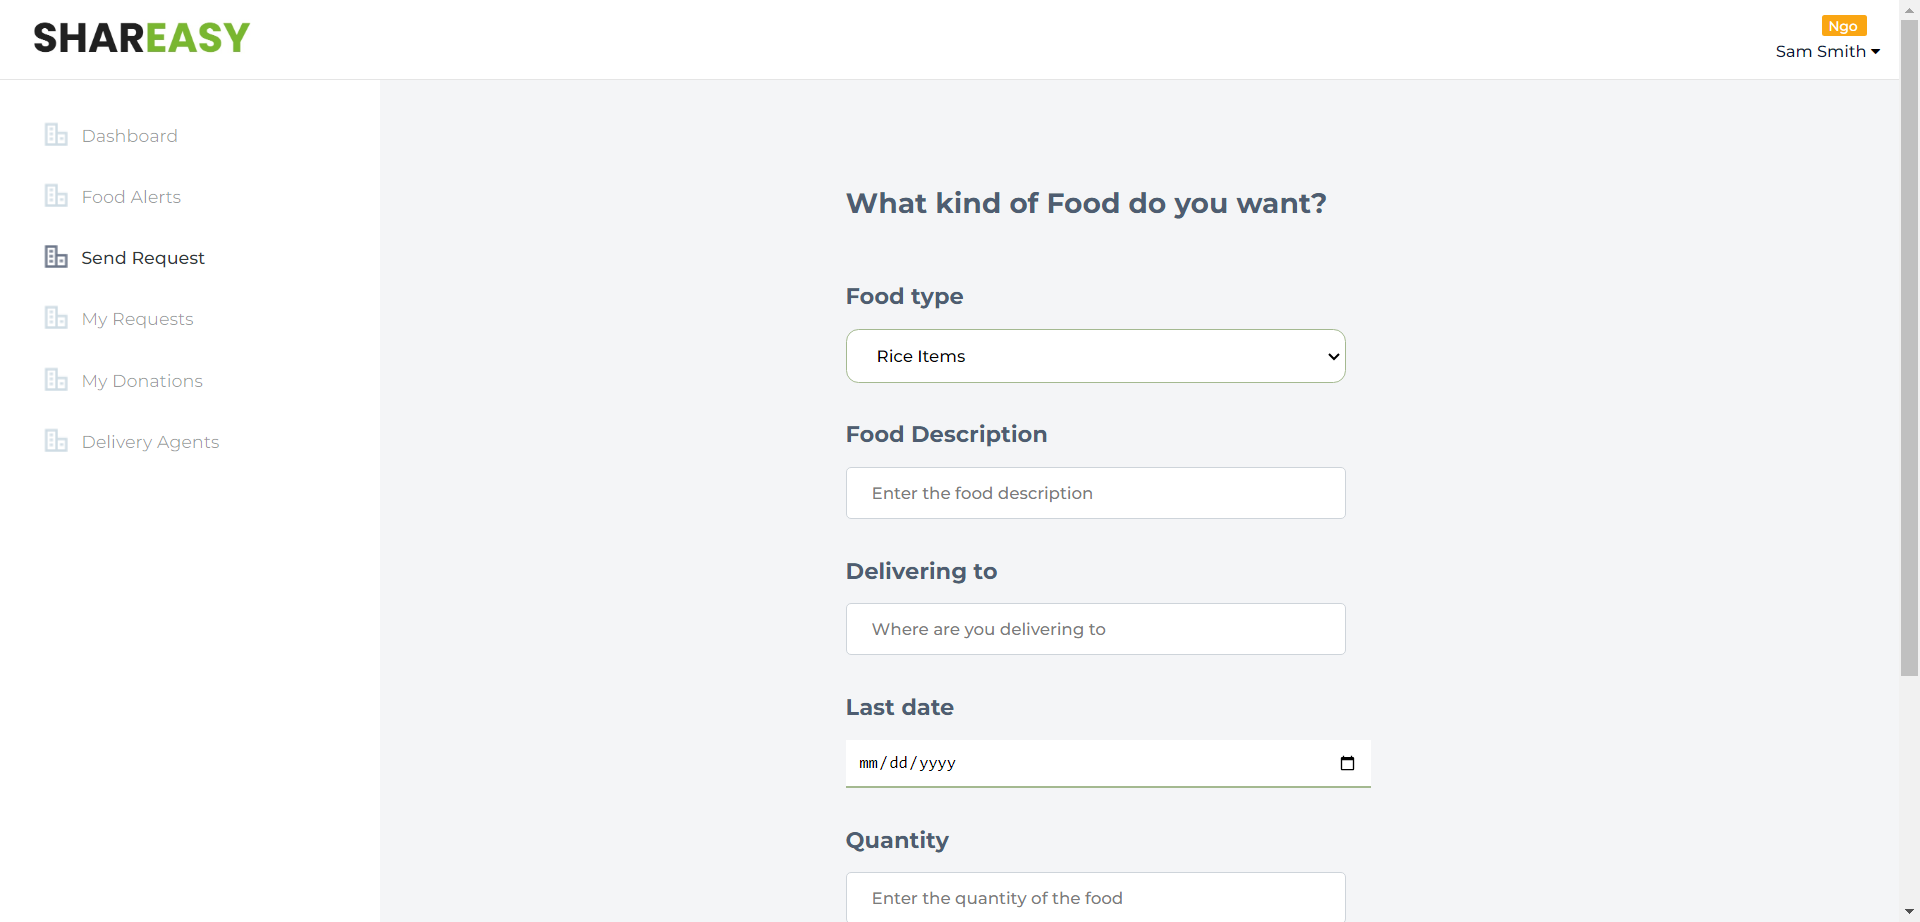 SHAREASY
Ngo
Sam Smith
Dashboard
Food Alerts
Send Request
My Requests
My Donations
Delivery Agents
What kind of Food do you want?
Food type
Rice Items
Food Description
Enter the food description
Delivering to
Where are you delivering to
Last date
mm/dd/yyyy
Quantity
Enter the quantity of the food